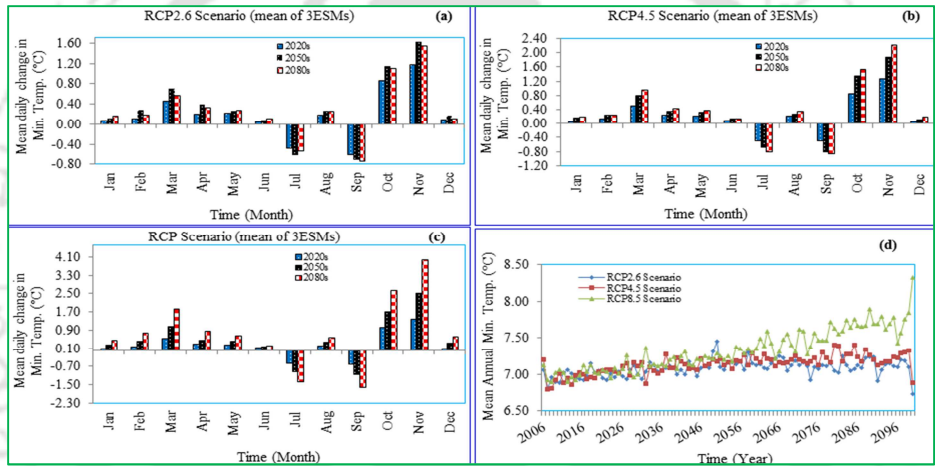 RCP2.6 Scenario (mean of 3ESMs)
(a)
Mean daily change in
Min. Temp. (°C)
1.60
1.20
0.80
0.40
0.00
-0.40
-0.80
2020s
2050s
2080s
Jan Feb Mar Apr May Jun Jul Aug Sep Oct Nov Dec
Time (Month)
RCP4.5 Scenario (mean of 3ESMs)
(b)
Mean daily change in
Min. Temp. (°C)
2.40
2.00
1.60
1.20
0.80
0.40
0.00
-0.40
-0.80
-1.20
2020s
2050s
2080s
Jan Feb Mar Apr May Jun Jul Aug Sep Oct Nov Dec
Time (Month)
RCP Scenario (mean of 3ESMs)
(c)
Mean daily change in
Min. Temp. (°C)
4.10
3.30
2.50
1.70
0.90
0.10
-0.70
-1.50
-2.30
2020s
2050s
2080s
Jan Feb Mar Apr May Jun Jul Aug Sep Oct Nov Dec
Time (Month)
(d)
Mean Annual Min. Temp. (°C)
8.50
8.00
7.50
7.00
6.50
RCP2.6 Scenario
RCP4.5 Scenario
RCP8.5 Scenario
2006 2016 2026 2036 2046 2056 2066 2076 2086 2096
Time (Year)